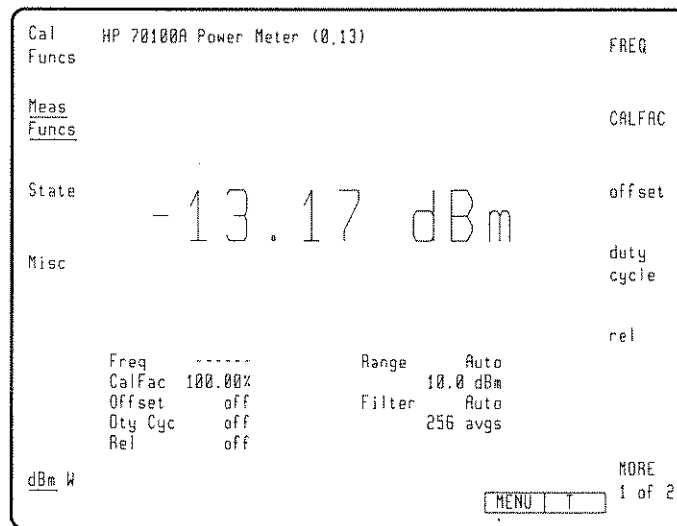 Cal
Funcs
HP 70100A Power Meter (0,13)
FREQ
Meas
Funcs
CALFAC
State
-13.17 dBm
offset
Misc
duty
cycle
rel
Freq ------
CalFac 100.00%
Offset off
Dty Cyc off
Rel off
Range Auto
10.0 dBm
Filter Auto
256 avgs
dBm W
MENU T
MORE
1 of 2